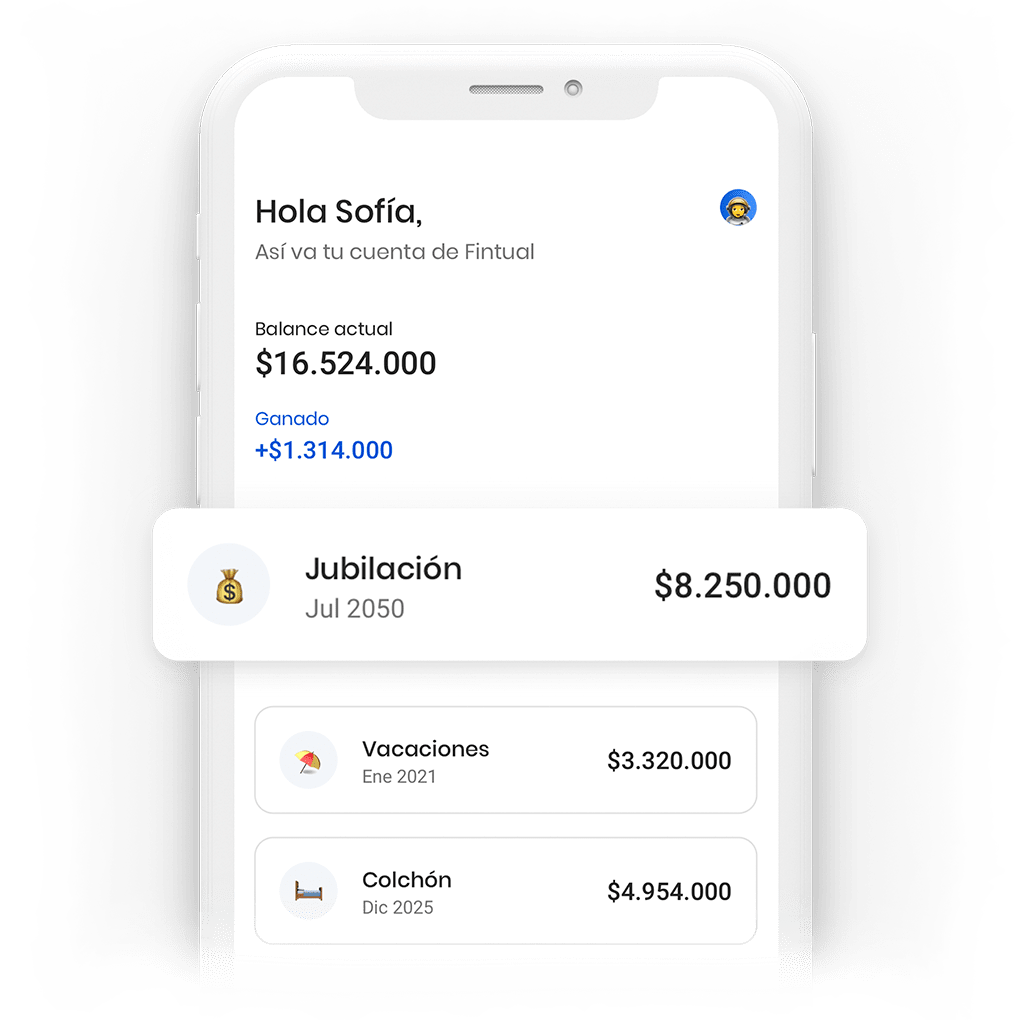 Hola Sofía,
Así va tu cuenta de Fintual
Balance actual
$16.524.000
Ganado
+$1.314.000
Jubilación
Jul 2050
$8.250.000
Vacaciones
Ene 2021
$3.320.000
Colchón
Dic 2025
$4.954.000